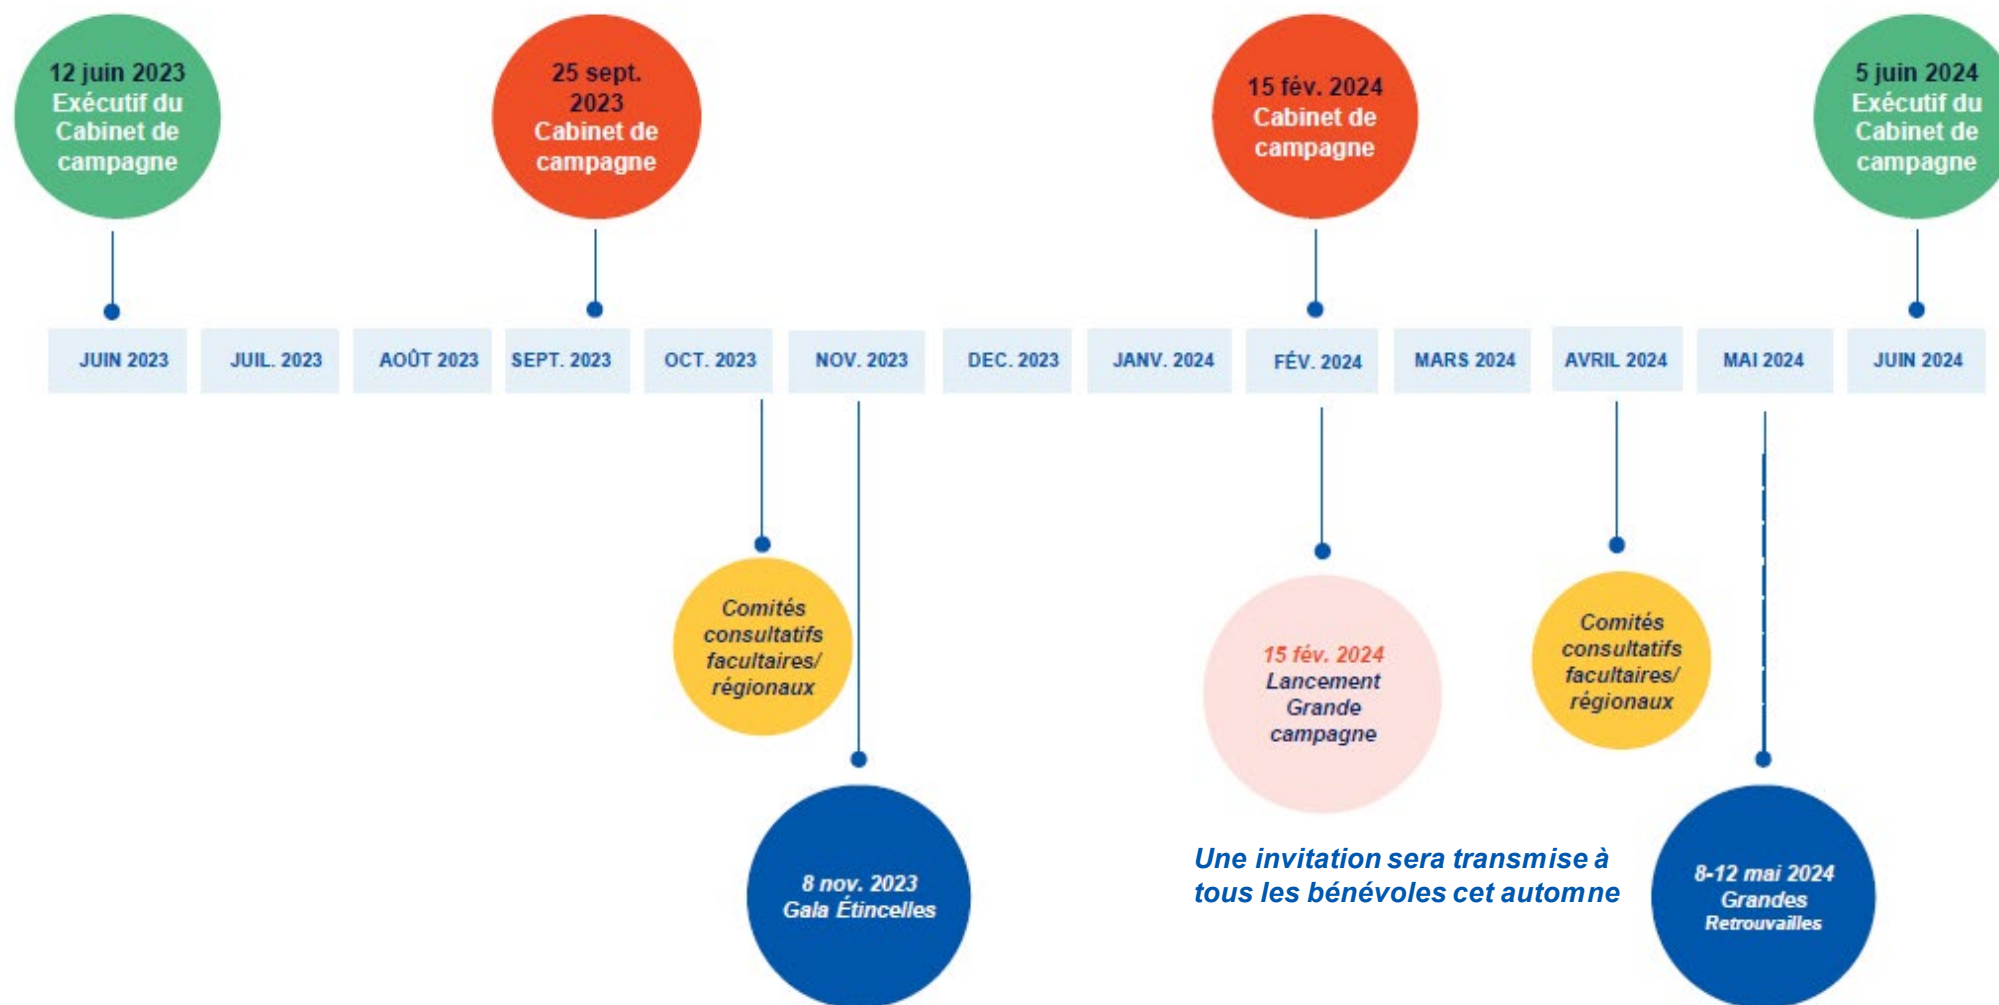 12 juin 2023
Exécutif du
Cabinet de
campagne
25 sept.
2023
Cabinet de
campagne
15 fév. 2024
Cabinet de
campagne
5 juin 2024
Exécutif du
Cabinet de
campagne
JUIN 2023
JUIL. 2023
AOÛT 2023
SEPT. 2023
OCT. 2023
NOV. 2023
DEC. 2023
JANV. 2024
FÉV. 2024
MARS 2024
AVRIL 2024
MAI 2024
JUIN 2024
Comités
consultatifs
facultaires/
régionaux
15 fév. 2024
Lancement
Grande
campagne
Comités
consultatifs
facultaires/
régionaux
8 nov. 2023
Gala Étincelles
Une invitation sera transmise à
tous les bénévoles cet automne
8-12 mai 2024
Grandes
Retrouvailles